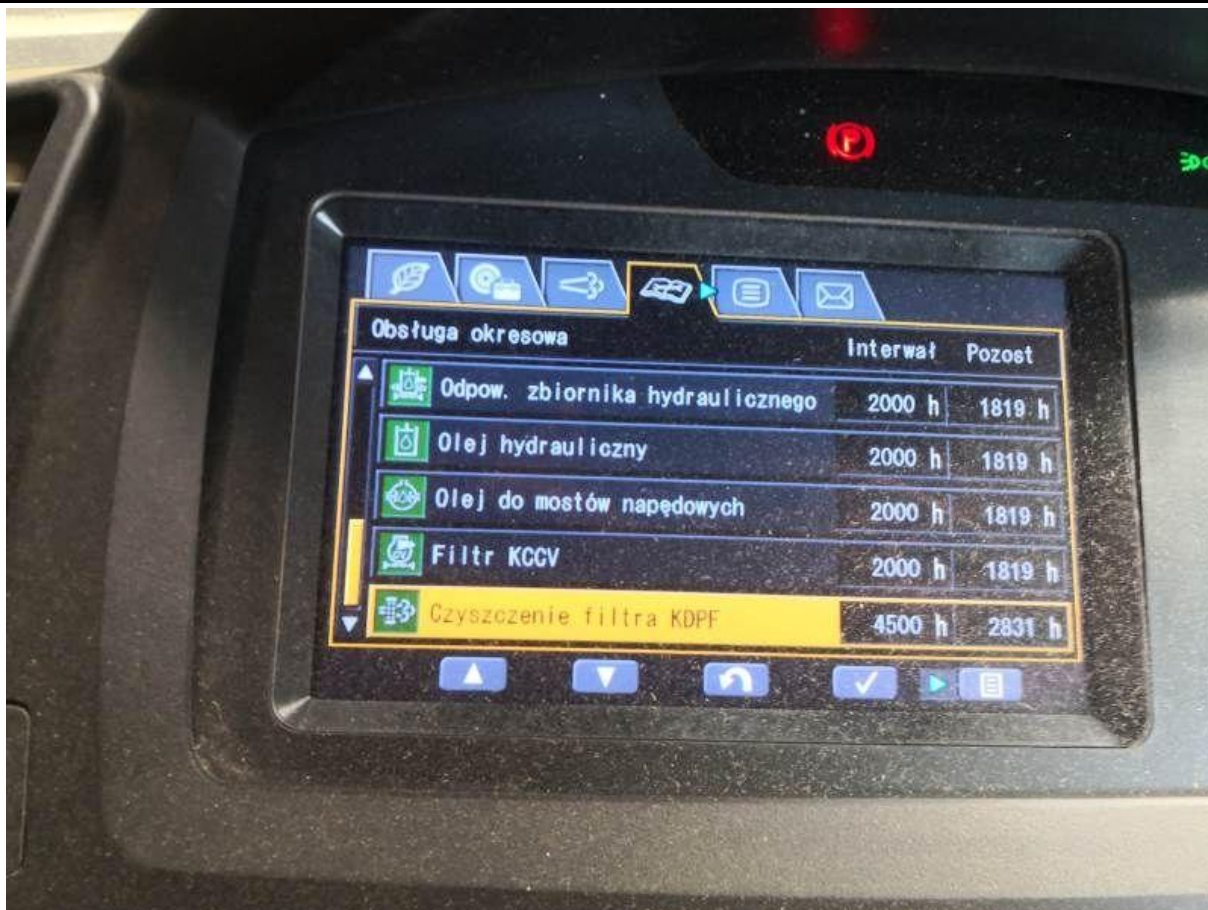 P
Obsługa okresowa Interwał Pozost
Odpow. zbiornika hydraulicznego 2000 h 1819 h
Olej hydrauliczny 2000 h 1819 h
Olej do mostów napędowych 2000 h 1819 h
Filtr KCCV 2000 h 1819 h
Czyszczenie filtra KDPF 4500 h 2831 h